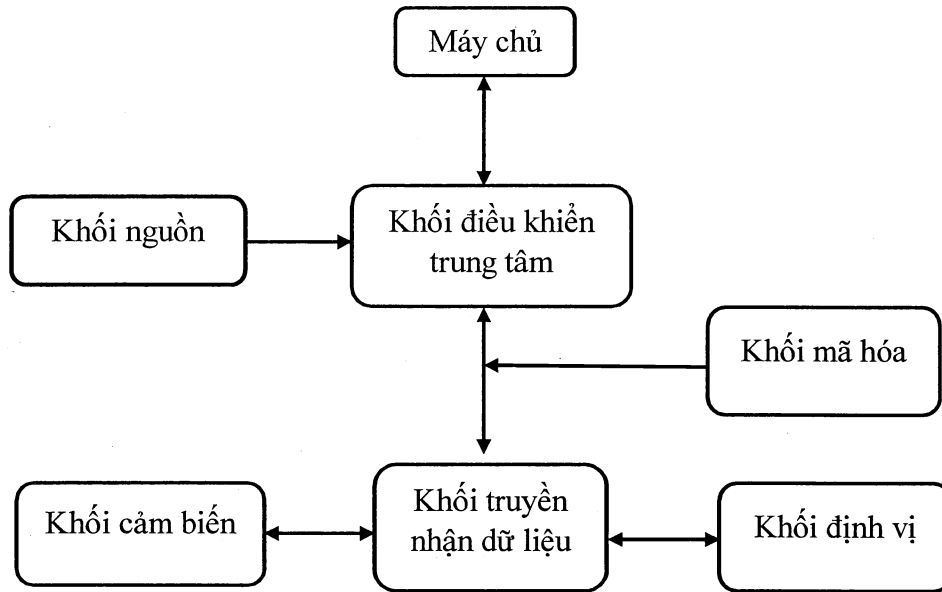 Máy chủ
Khối nguồn
Khối điều khiển
trung tâm
Khối mã hóa
Khối cảm biến
Khối truyền
nhận dữ liệu
Khối định vị